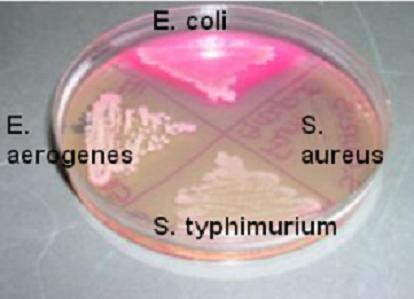 E. coli
E.
aerogenes
S.
aureus
S. typhimurium